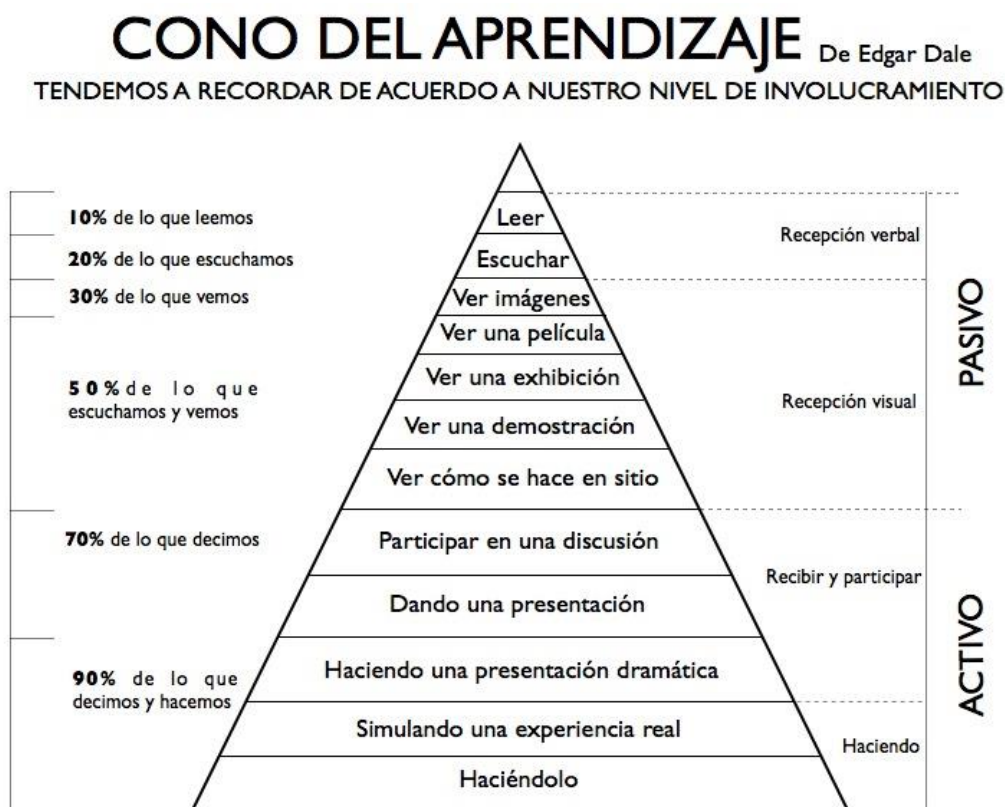 CONO DEL APRENDIZAJE De Edgar Dale
TENDEMOS A RECORDAR DE ACUERDO A NUESTRO NIVEL DE INVOLUCRAMIENTO
10% de lo que leemos
20% de lo que escuchamos
30% de lo que vemos
50% de lo que
escuchamos y vemos
70% de lo que decimos
90% de lo que
decimos y hacemos
Leer
Escuchar
Ver imágenes
Ver una película
Ver una exhibición
Ver una demostración
Ver cómo se hace en sitio
Participar en una discusión
Dando una presentación
Haciendo una presentación dramática
Simulando una experiencia real
Haciéndolo
Recepción verbal
Recepción visual
Recibir y participar
Haciendo
PASIVO
ACTIVO